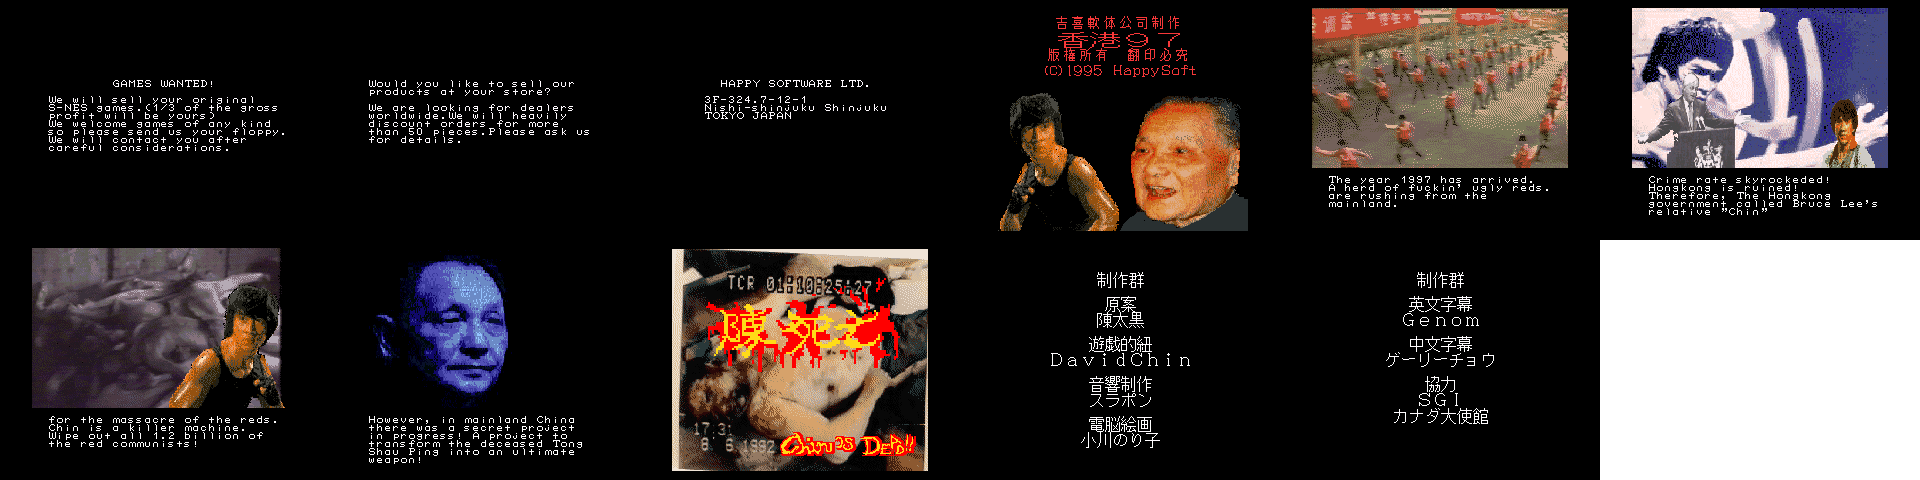 GAMES WANTED!
We will sell your original
S-NES games.(1/3 of the gross
profit will be yours)
We welcome games of any kind
so please send us your floppy.
We will contact you after
careful considerations.
Would you like to sell our
products at your store?
We are looking for dealers
worldwide.We will heavily
discount orders for more
than 50 pieces.Please ask us
for details.
HAPPY SOFTWARE LTD.
3F-324.7-12-1
Nishi-shinjuku Shinjuku
TOKYO JAPAN
吉喜軟体公司制作
香港97
版権所有 翻印必究
(C)1995 HappySoft
The year 1997 has arrived.
A herd of fuckin' ugly reds.
are rushing from the
mainland.
Crime rate skyrockeded!
Hongkong is ruined!
Therefore, The Hongkong
government called Bruce Lee's
relative "Chin"
for the massacre of the reds.
Chin is a killer machine.
Wipe out all 1.2 billion of
the red communists!
However, in mainland China
there was a secret project
in progress! A project to
transform the deceased Tong
Shau Ping into an ultimate
weapon!
TCR 01:10:25:27
陳死亡
17:31
8. 6.1992
Chin is DEAD!!
制作群
原案
陳太黒
遊戯的紐
DavidChin
音響制作
スラポン
電脳絵画
小川のり子
制作群
英文字幕
Genom
中文字幕
ゲーリーチョウ
協力
SGI
カナダ大使館